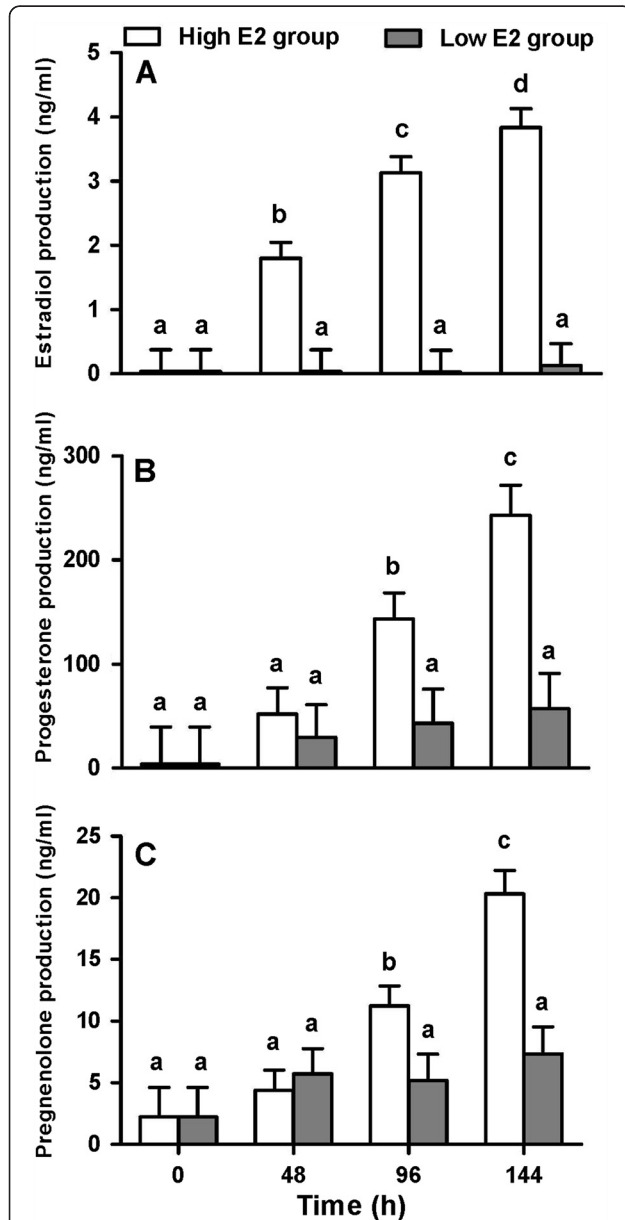 High E2 group Low E2 group
A
Estradiol production (ng/ml)
5
4
3
2
1
0
a a b a c a d a
B
Progesterone production (ng/ml)
300
200
100
0
a a a a b a c a
C
Pregnenolone production (ng/ml)
25
20
15
10
5
0
a a a a b a c a
0 48 96 144
Time (h)